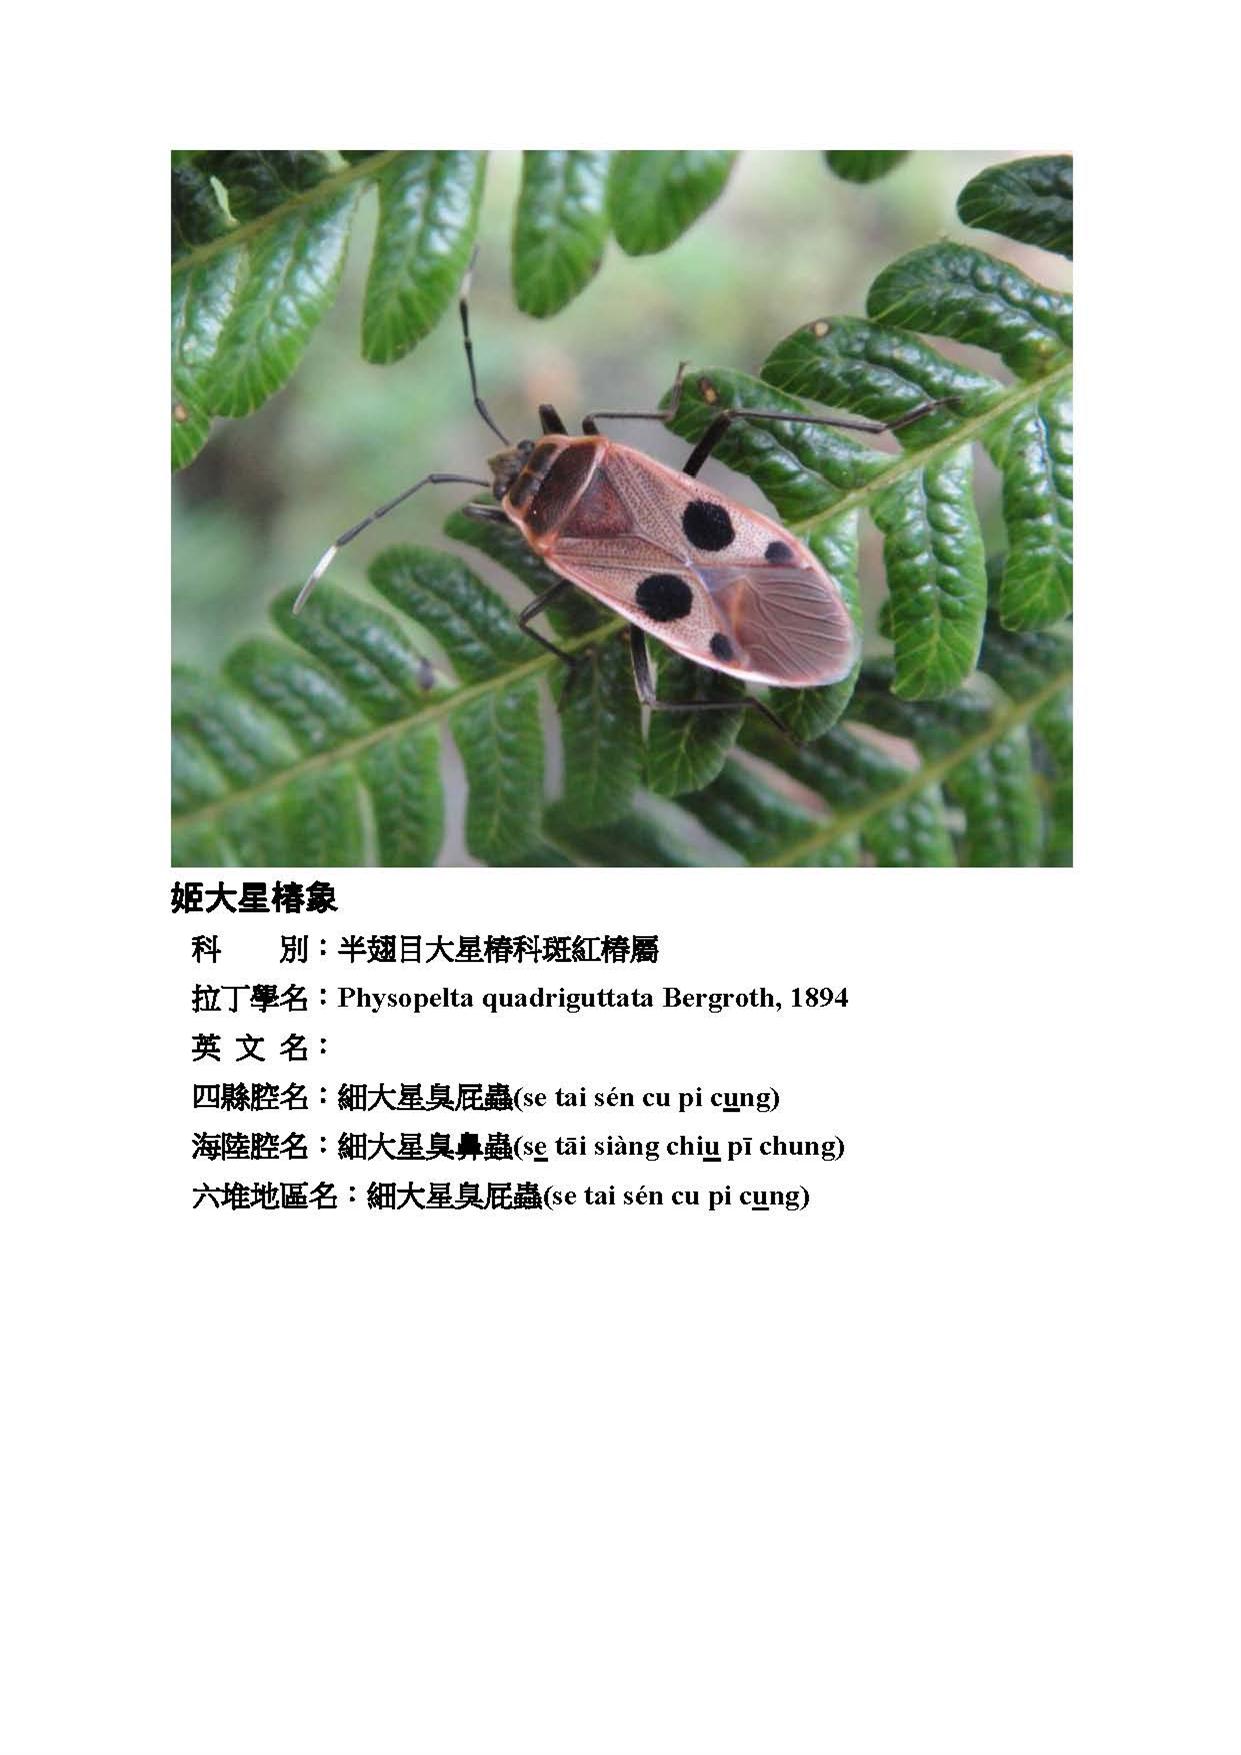 姬大星椿象
科　　別：半翅目大星椿科斑紅椿屬
拉丁學名：Physopelta quadriguttata Bergroth, 1894
英 文 名：
四縣腔名：細大星臭屁蟲(se tai sén cu pi cung)
海陸腔名：細大星臭鼻蟲(se tāi siàng chiu pī chung)
六堆地區名：細大星臭屁蟲(se tai sén cu pi cung)